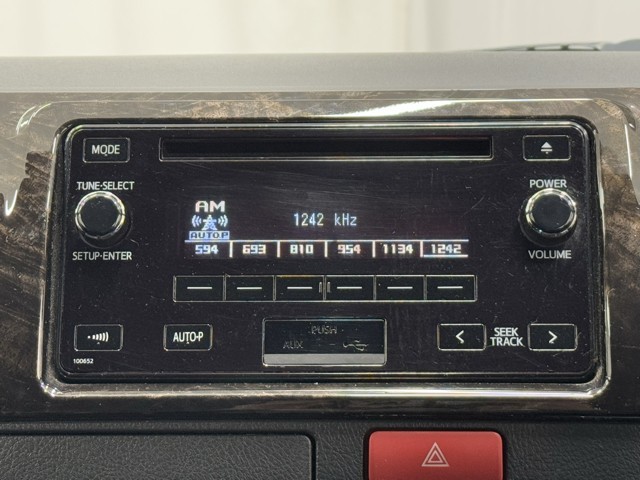 MODE
TUNE·SELECT
POWER
AM
1242 kHz
AUTO.P
594 693 810 954 1134 1242
SETUP·ENTER
VOLUME
PUSH
AUX
AUTO·P
< SEEK TRACK >
100652